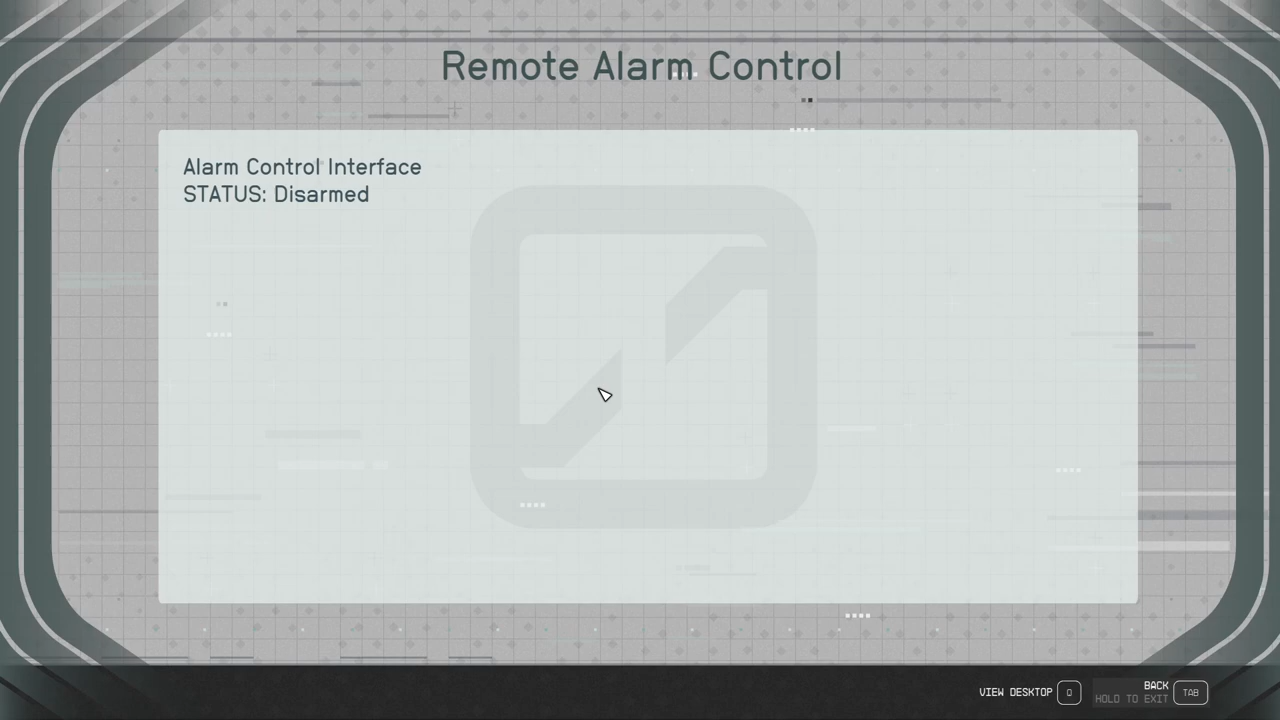 Remote Alarm Control
Alarm Control Interface
STATUS: Disarmed
VIEW DESKTOP Q
BACK
HOLD TO EXIT TAB